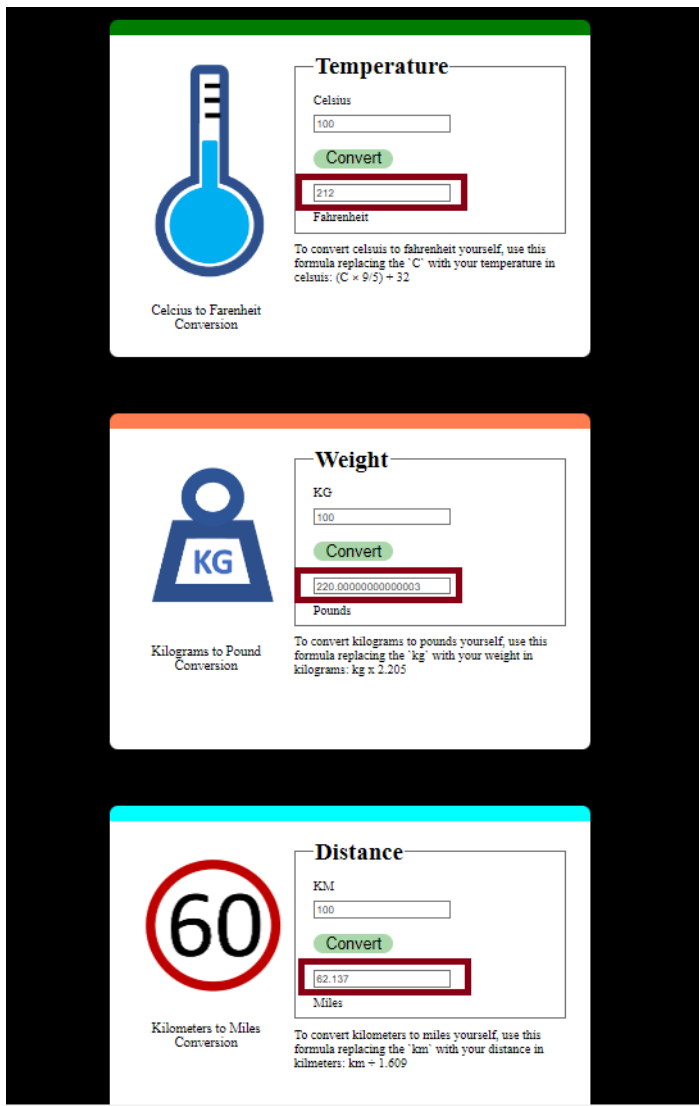 Temperature
Celsius
100
Convert
212
Fahrenheit
To convert celsuis to fahrenheit yourself, use this
formula replacing the `C` with your temperature in
celsuis: (C × 9/5) + 32
Celcius to Farenheit
Conversion
Weight
KG
100
Convert
220.00000000000003
Pounds
KG
To convert kilograms to pounds yourself, use this
formula replacing the `kg` with your weight in
kilograms: kg x 2.205
Kilograms to Pound
Conversion
Distance
KM
100
Convert
62.137
Miles
60
To convert kilometers to miles yourself, use this
formula replacing the `km` with your distance in
kilmeters: km ÷ 1.609
Kilometers to Miles
Conversion